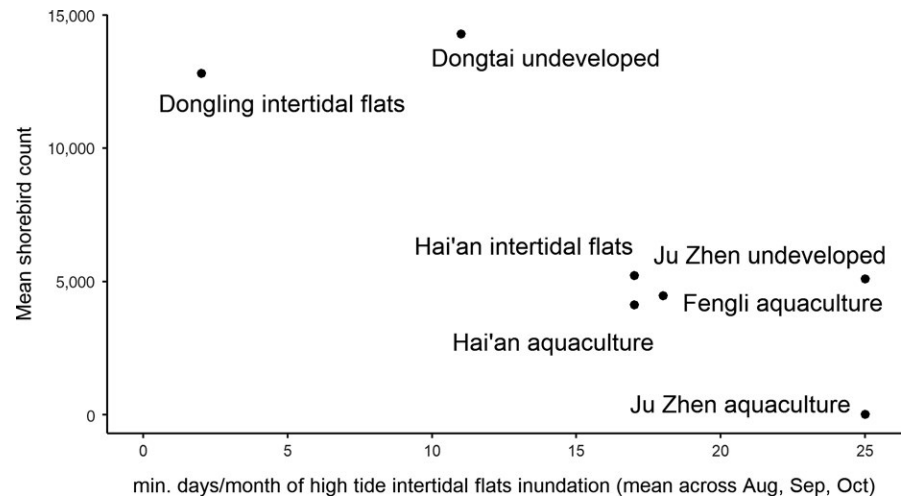 15,000
Dongtai undeveloped
Dongling intertidal flats
10,000
Mean shorebird count
Hai'an intertidal flats
Ju Zhen undeveloped
5,000
Fengli aquaculture
Hai'an aquaculture
Ju Zhen aquaculture
0
0 5 10 15 20 25
min. days/month of high tide intertidal flats inundation (mean across Aug, Sep, Oct)